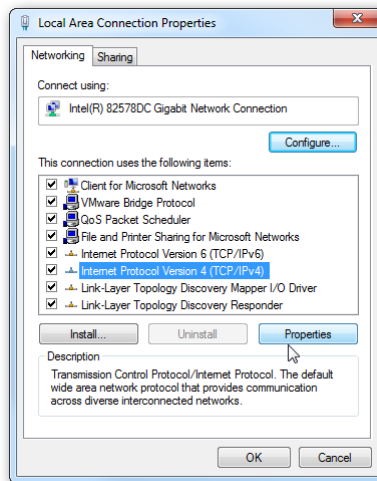 Local Area Connection Properties
Networking
Sharing
Connect using:
Intel(R) 82578DC Gigabit Network Connection
Configure...
This connection uses the following items:
Client for Microsoft Networks
VMware Bridge Protocol
QoS Packet Scheduler
File and Printer Sharing for Microsoft Networks
Internet Protocol Version 6 (TCP/IPv6)
Internet Protocol Version 4 (TCP/IPv4)
Link-Layer Topology Discovery Mapper I/O Driver
Link-Layer Topology Discovery Responder
Install...
Uninstall
Properties
Description
Transmission Control Protocol/Internet Protocol. The default
wide area network protocol that provides communication
across diverse interconnected networks.
OK
Cancel